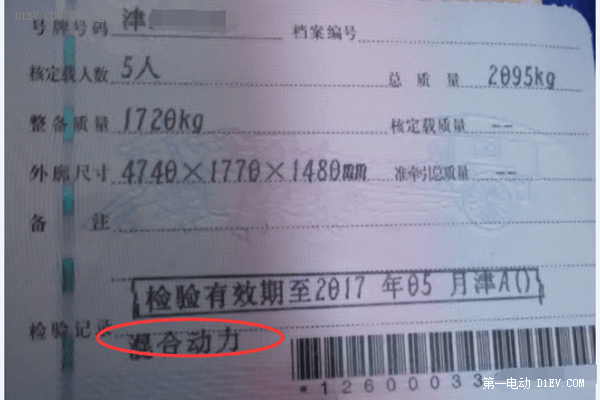 号牌号码 津 档案编号
核定载人数 5人 总质量 2095kg
整备质量 1720kg 核定载质量 --
外廓尺寸 4740×1770×1480mm 准牵引总质量 --
备注
检验有效期至2017年05月津A()
检验记录 混合动力
*12600033
第一电动 D1EV.COM